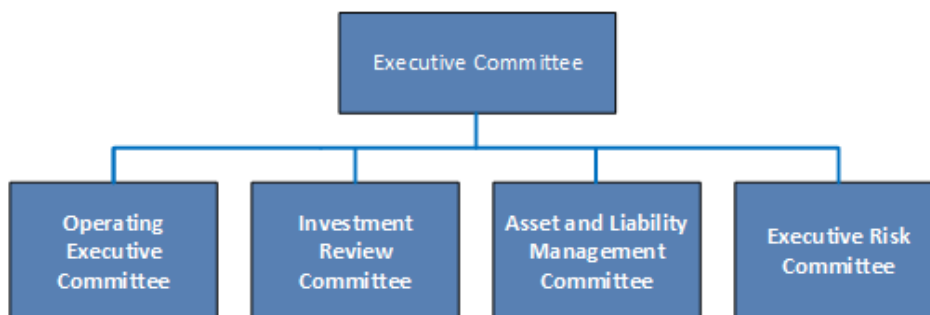 Executive Committee
Operating
Executive
Committee
Investment
Review
Committee
Asset and Liability
Management
Committee
Executive Risk
Committee